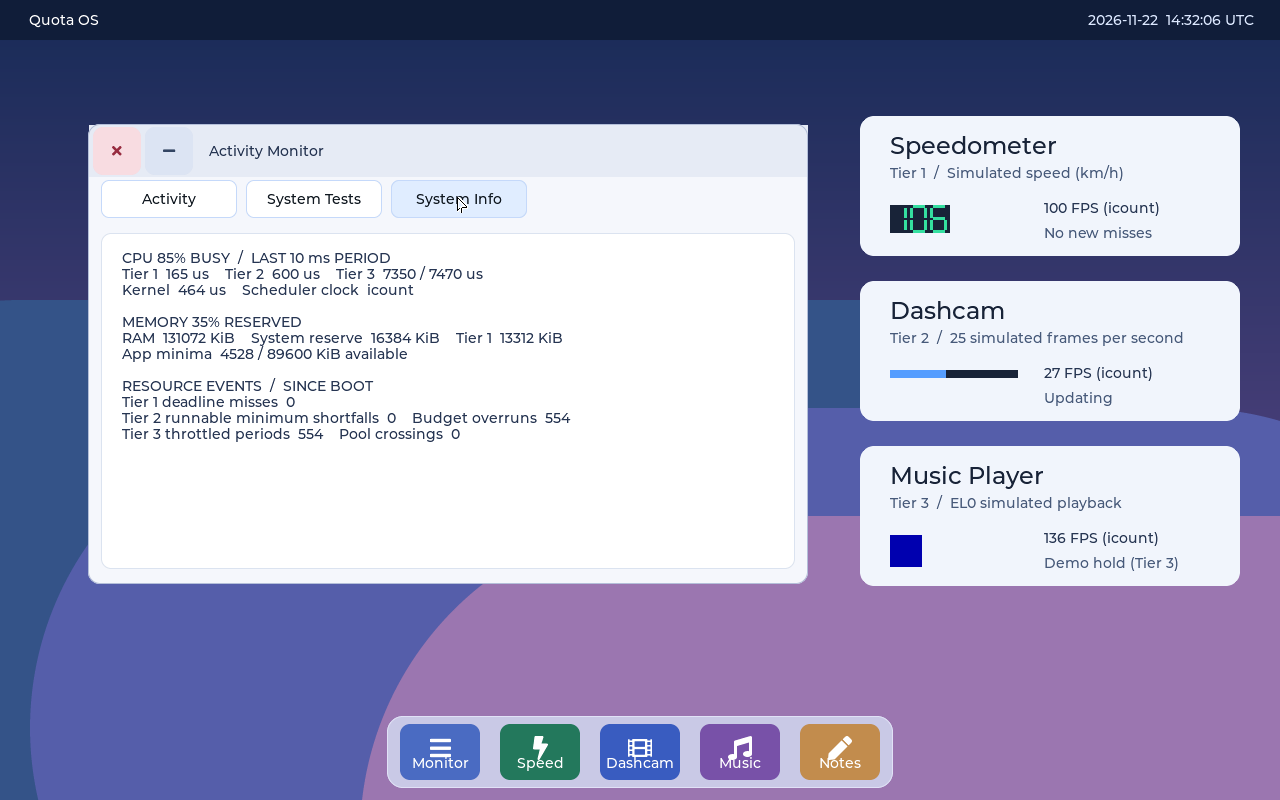 Quota OS
2026-11-22 14:32:06 UTC
Activity Monitor
Activity
System Tests
System Info
CPU 85% BUSY / LAST 10 ms PERIOD
Tier 1 165 us Tier 2 600 us Tier 3 7350 / 7470 us
Kernel 464 us Scheduler clock icount
MEMORY 35% RESERVED
RAM 131072 KiB System reserve 16384 KiB Tier 1 13312 KiB
App minima 4528 / 89600 KiB available
RESOURCE EVENTS / SINCE BOOT
Tier 1 deadline misses 0
Tier 2 runnable minimum shortfalls 0 Budget overruns 554
Tier 3 throttled periods 554 Pool crossings 0
Speedometer
Tier 1 / Simulated speed (km/h)
106
100 FPS (icount)
No new misses
Dashcam
Tier 2 / 25 simulated frames per second
27 FPS (icount)
Updating
Music Player
Tier 3 / EL0 simulated playback
136 FPS (icount)
Demo hold (Tier 3)
Monitor
Speed
Dashcam
Music
Notes